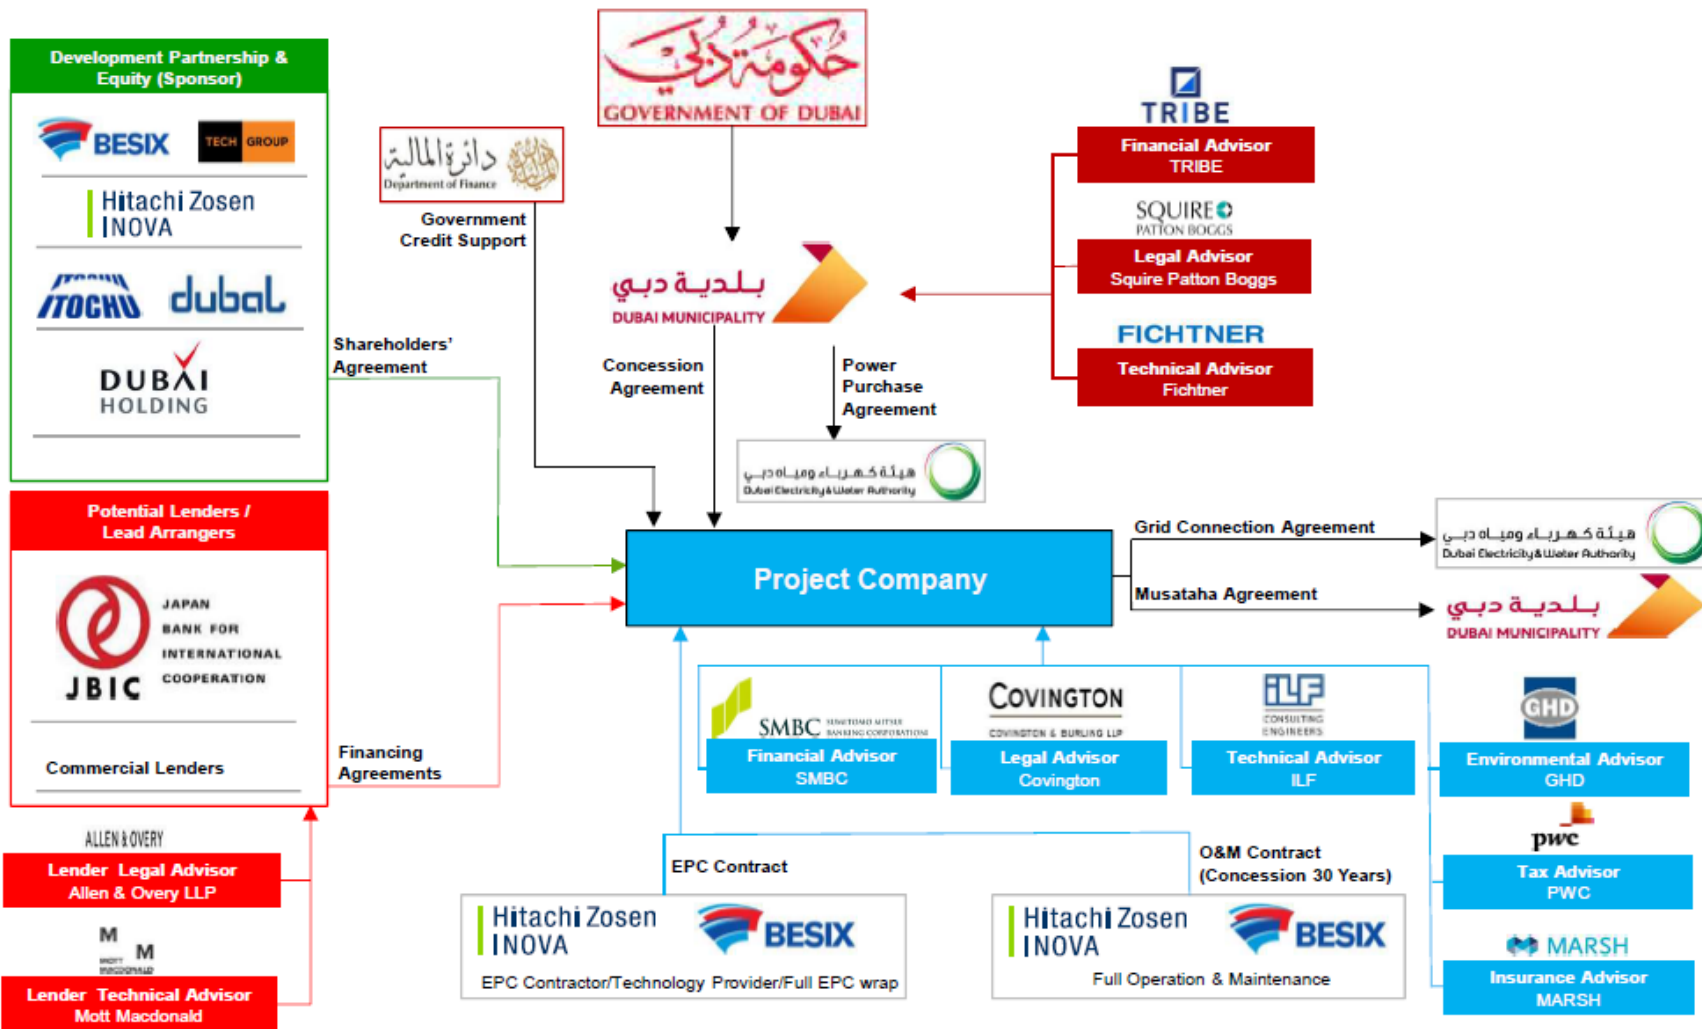 Development Partnership &
Equity (Sponsor)
BESIX
TECH GROUP
Hitachi Zosen
INOVA
ITOCHU
dubal
DUBAI
HOLDING
Potential Lenders /
Lead Arrangers
JAPAN
BANK FOR
INTERNATIONAL
COOPERATION
JBIC
Commercial Lenders
ALLEN & OVERY
Lender Legal Advisor
Allen & Overy LLP
M
M
MOTT
MACDONALD
Lender Technical Advisor
Mott Macdonald
حكومة دبي
GOVERNMENT OF DUBAI
دائرة المالية
Department of Finance
Government
Credit Support
بلدية دبي
DUBAI MUNICIPALITY
Shareholders'
Agreement
Concession
Agreement
Power
Purchase
Agreement
هيئة كهرباء ومياه دبي
Dubai Electricity & Water Authority
TRIBE
Financial Advisor
TRIBE
SQUIRE
PATTON BOGGS
Legal Advisor
Squire Patton Boggs
FICHTNER
Technical Advisor
Fichtner
Project Company
Grid Connection Agreement
هيئة كهرباء ومياه دبي
Dubai Electricity & Water Authority
Musataha Agreement
بلدية دبي
DUBAI MUNICIPALITY
Financing
Agreements
SMBC
SUMITOMO MITSUI
BANKING CORPORATION
Financial Advisor
SMBC
COVINGTON
COVINGTON & BURLING LLP
Legal Advisor
Covington
ILF
CONSULTING
ENGINEERS
Technical Advisor
ILF
GHD
Environmental Advisor
GHD
pwc
Tax Advisor
PWC
MARSH
Insurance Advisor
MARSH
EPC Contract
Hitachi Zosen
INOVA
BESIX
EPC Contractor/Technology Provider/Full EPC wrap
O&M Contract
(Concession 30 Years)
Hitachi Zosen
INOVA
BESIX
Full Operation & Maintenance